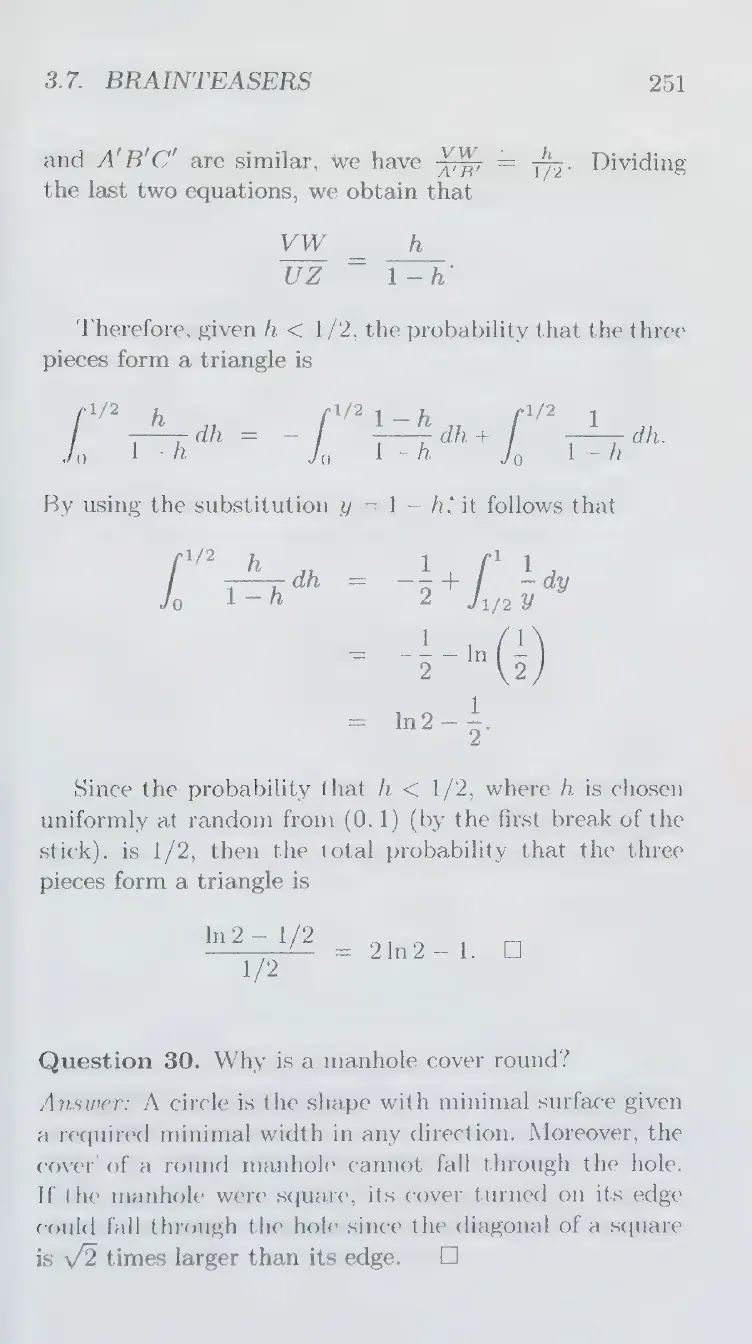 3.7. BRAINTEASERS 251
and A′B′C′ are similar, we have VW/A′B′ = h/1/2. Dividing
the last two equations, we obtain that
VW/UZ = h/1 − h.
Therefore, given h < 1/2, the probability that the three
pieces form a triangle is
∫₀^1/2 h/1 − h dh = − ∫₀^1/2 1 − h/1 − h dh + ∫₀^1/2 1/1 − h dh.
By using the substitution y = 1 − h, it follows that
∫₀^1/2 h/1 − h dh = −1/2 + ∫_1/2^1 1/y dy
= −1/2 − ln (1/2)
= ln 2 − 1/2.
Since the probability that h < 1/2, where h is chosen
uniformly at random from (0, 1) (by the first break of the
stick), is 1/2, then the total probability that the three
pieces form a triangle is
ln 2 − 1/2/1/2 = 2 ln 2 − 1. □
Question 30. Why is a manhole cover round?
Answer: A circle is the shape with minimal surface given
a required minimal width in any direction. Moreover, the
cover of a round manhole cannot fall through the hole.
If the manhole were square, its cover turned on its edge
could fall through the hole since the diagonal of a square
is √2 times larger than its edge. □